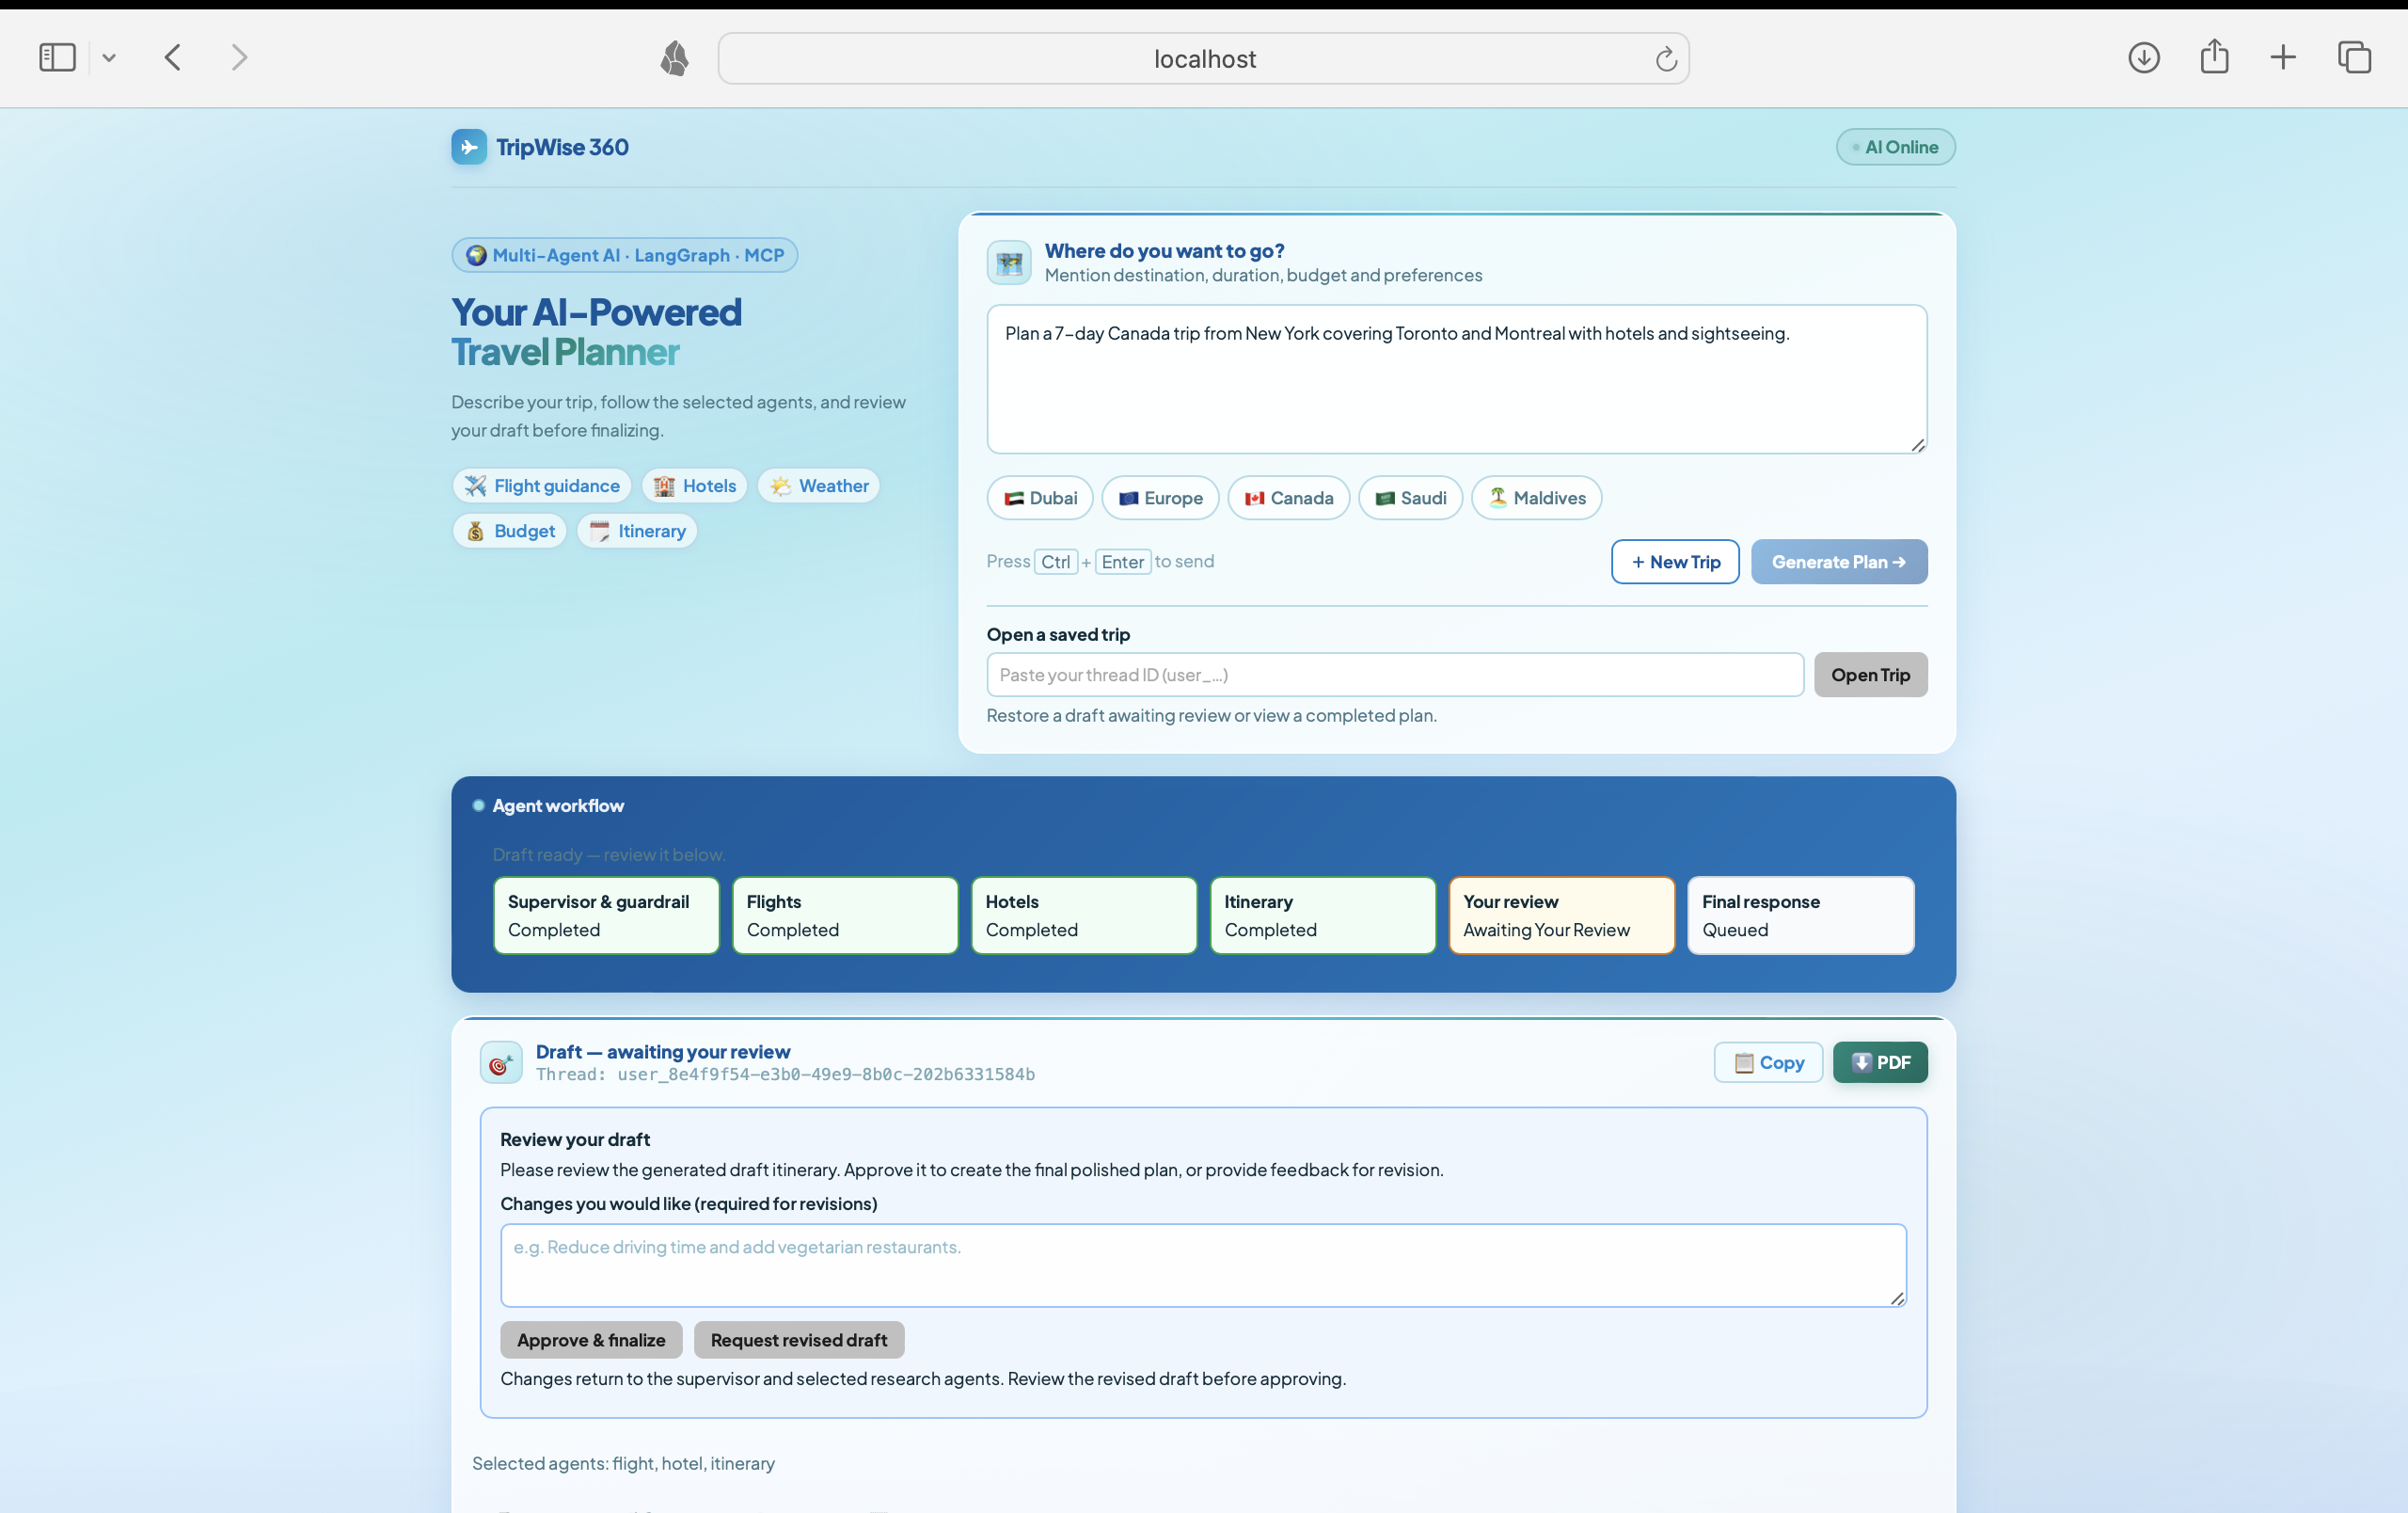 localhost
TripWise 360
AI Online
Multi-Agent AI · LangGraph · MCP
Your AI-Powered
Travel Planner
Describe your trip, follow the selected agents, and review
your draft before finalizing.
Flight guidance
Hotels
Weather
Budget
Itinerary
Where do you want to go?
Mention destination, duration, budget and preferences
Plan a 7-day Canada trip from New York covering Toronto and Montreal with hotels and sightseeing.
Dubai
Europe
Canada
Saudi
Maldives
Press Ctrl + Enter to send
+ New Trip
Generate Plan →
Open a saved trip
Paste your thread ID (user_...)
Open Trip
Restore a draft awaiting review or view a completed plan.
Agent workflow
Draft ready — review it below.
Supervisor & guardrail
Completed
Flights
Completed
Hotels
Completed
Itinerary
Completed
Your review
Awaiting Your Review
Final response
Queued
Draft — awaiting your review
Thread: user_8e4f9f54-e3b0-49e9-8b0c-202b6331584b
Copy
PDF
Review your draft
Please review the generated draft itinerary. Approve it to create the final polished plan, or provide feedback for revision.
Changes you would like (required for revisions)
e.g. Reduce driving time and add vegetarian restaurants.
Approve & finalize
Request revised draft
Changes return to the supervisor and selected research agents. Review the revised draft before approving.
Selected agents: flight, hotel, itinerary